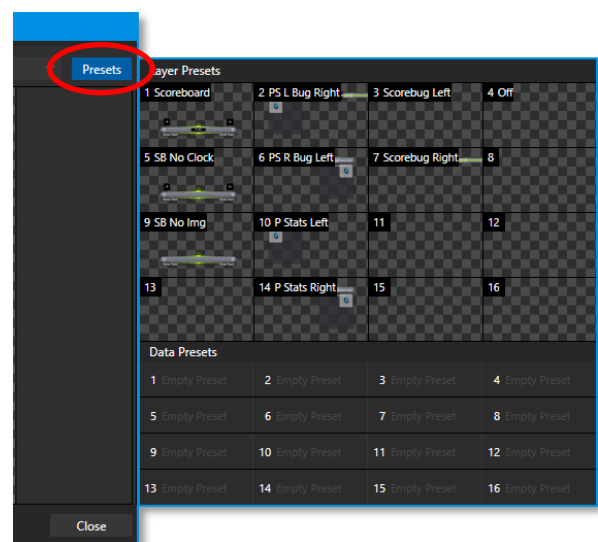 Presets
Layer Presets
1 Scoreboard
2 PS L Bug Right
3 Scorebug Left
4 Off
5 SB No Clock
6 PS R Bug Left
7 Scorebug Right
8
9 SB No Img
10 P Stats Left
11
12
13
14 P Stats Right
15
16
Data Presets
1 Empty Preset
2 Empty Preset
3 Empty Preset
4 Empty Preset
5 Empty Preset
6 Empty Preset
7 Empty Preset
8 Empty Preset
9 Empty Preset
10 Empty Preset
11 Empty Preset
12 Empty Preset
13 Empty Preset
14 Empty Preset
15 Empty Preset
16 Empty Preset
Close